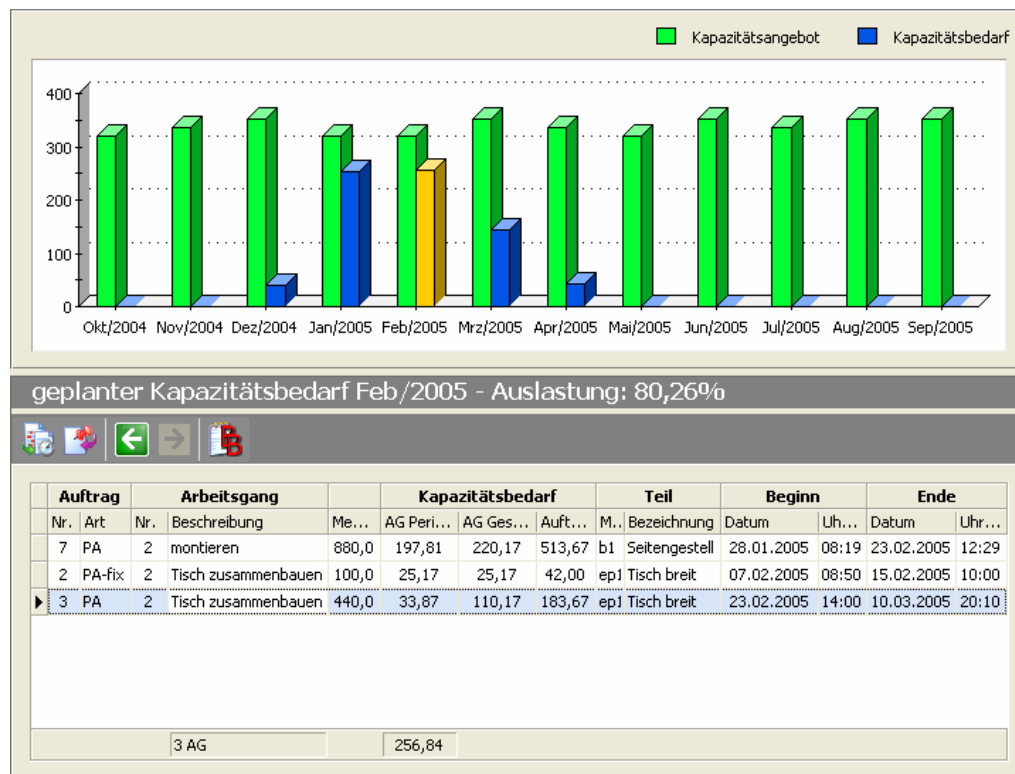 Kapazitätsangebot Kapazitätsbedarf
400
300
200
100
0
Okt/2004 Nov/2004 Dez/2004 Jan/2005 Feb/2005 Mrz/2005 Apr/2005 Mai/2005 Jun/2005 Jul/2005 Aug/2005 Sep/2005
geplanter Kapazitätsbedarf Feb/2005 - Auslastung: 80,26%
B
Auftrag Arbeitsgang Kapazitätsbedarf Teil Beginn Ende
Nr. Art Nr. Beschreibung Me... AG Peri... AG Ges... Auft... M.. Bezeichnung Datum Uh... Datum Uhr...
7 PA 2 montieren 880,0 197,81 220,17 513,67 b1 Seitengestell 28.01.2005 08:19 23.02.2005 12:29
2 PA-fix 2 Tisch zusammenbauen 100,0 25,17 25,17 42,00 ep1 Tisch breit 07.02.2005 08:50 15.02.2005 10:00
3 PA 2 Tisch zusammenbauen 440,0 33,87 110,17 183,67 ep1 Tisch breit 23.02.2005 14:00 10.03.2005 20:10
3 AG 256,84